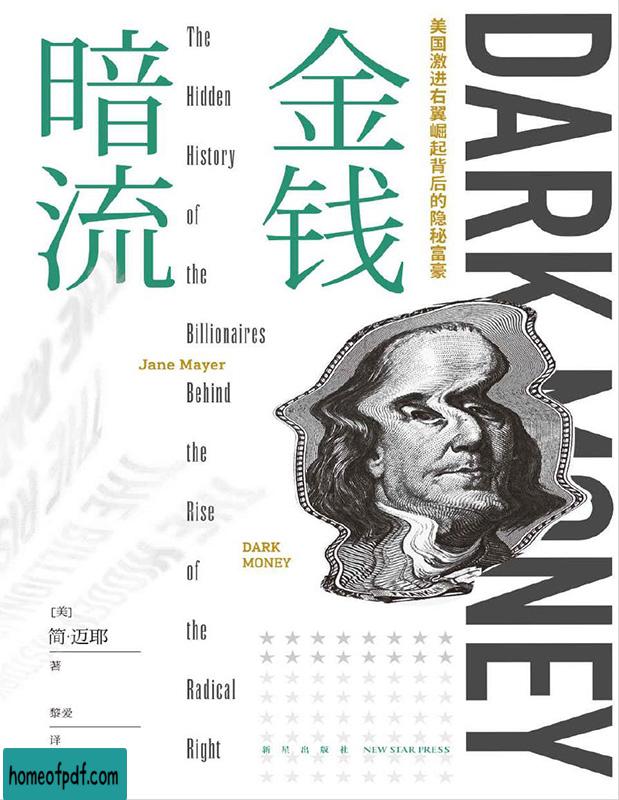 DARK MONEY
美国激进右翼崛起背后的隐秘富豪
金钱
暗流
The
Hidden
History
of
the
Billionaires
Behind
the
Rise
of
the
Radical
Right
Jane Mayer
DARK
MONEY
[美]
简·迈耶
著
黎爱
译
新星出版社 NEW STAR PRESS
homeofpdf.com